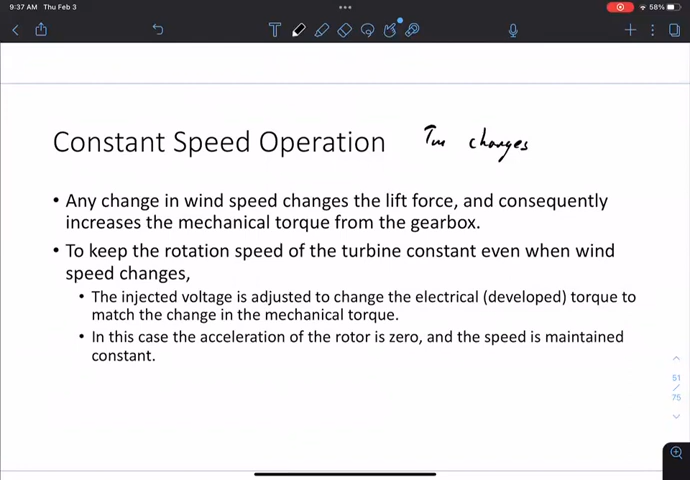 9:37 AM Thu Feb 3
58%
T
Constant Speed Operation Tm changes
• Any change in wind speed changes the lift force, and consequently
increases the mechanical torque from the gearbox.
• To keep the rotation speed of the turbine constant even when wind
speed changes,
• The injected voltage is adjusted to change the electrical (developed) torque to
match the change in the mechanical torque.
• In this case the acceleration of the rotor is zero, and the speed is maintained
constant.
51
/
75